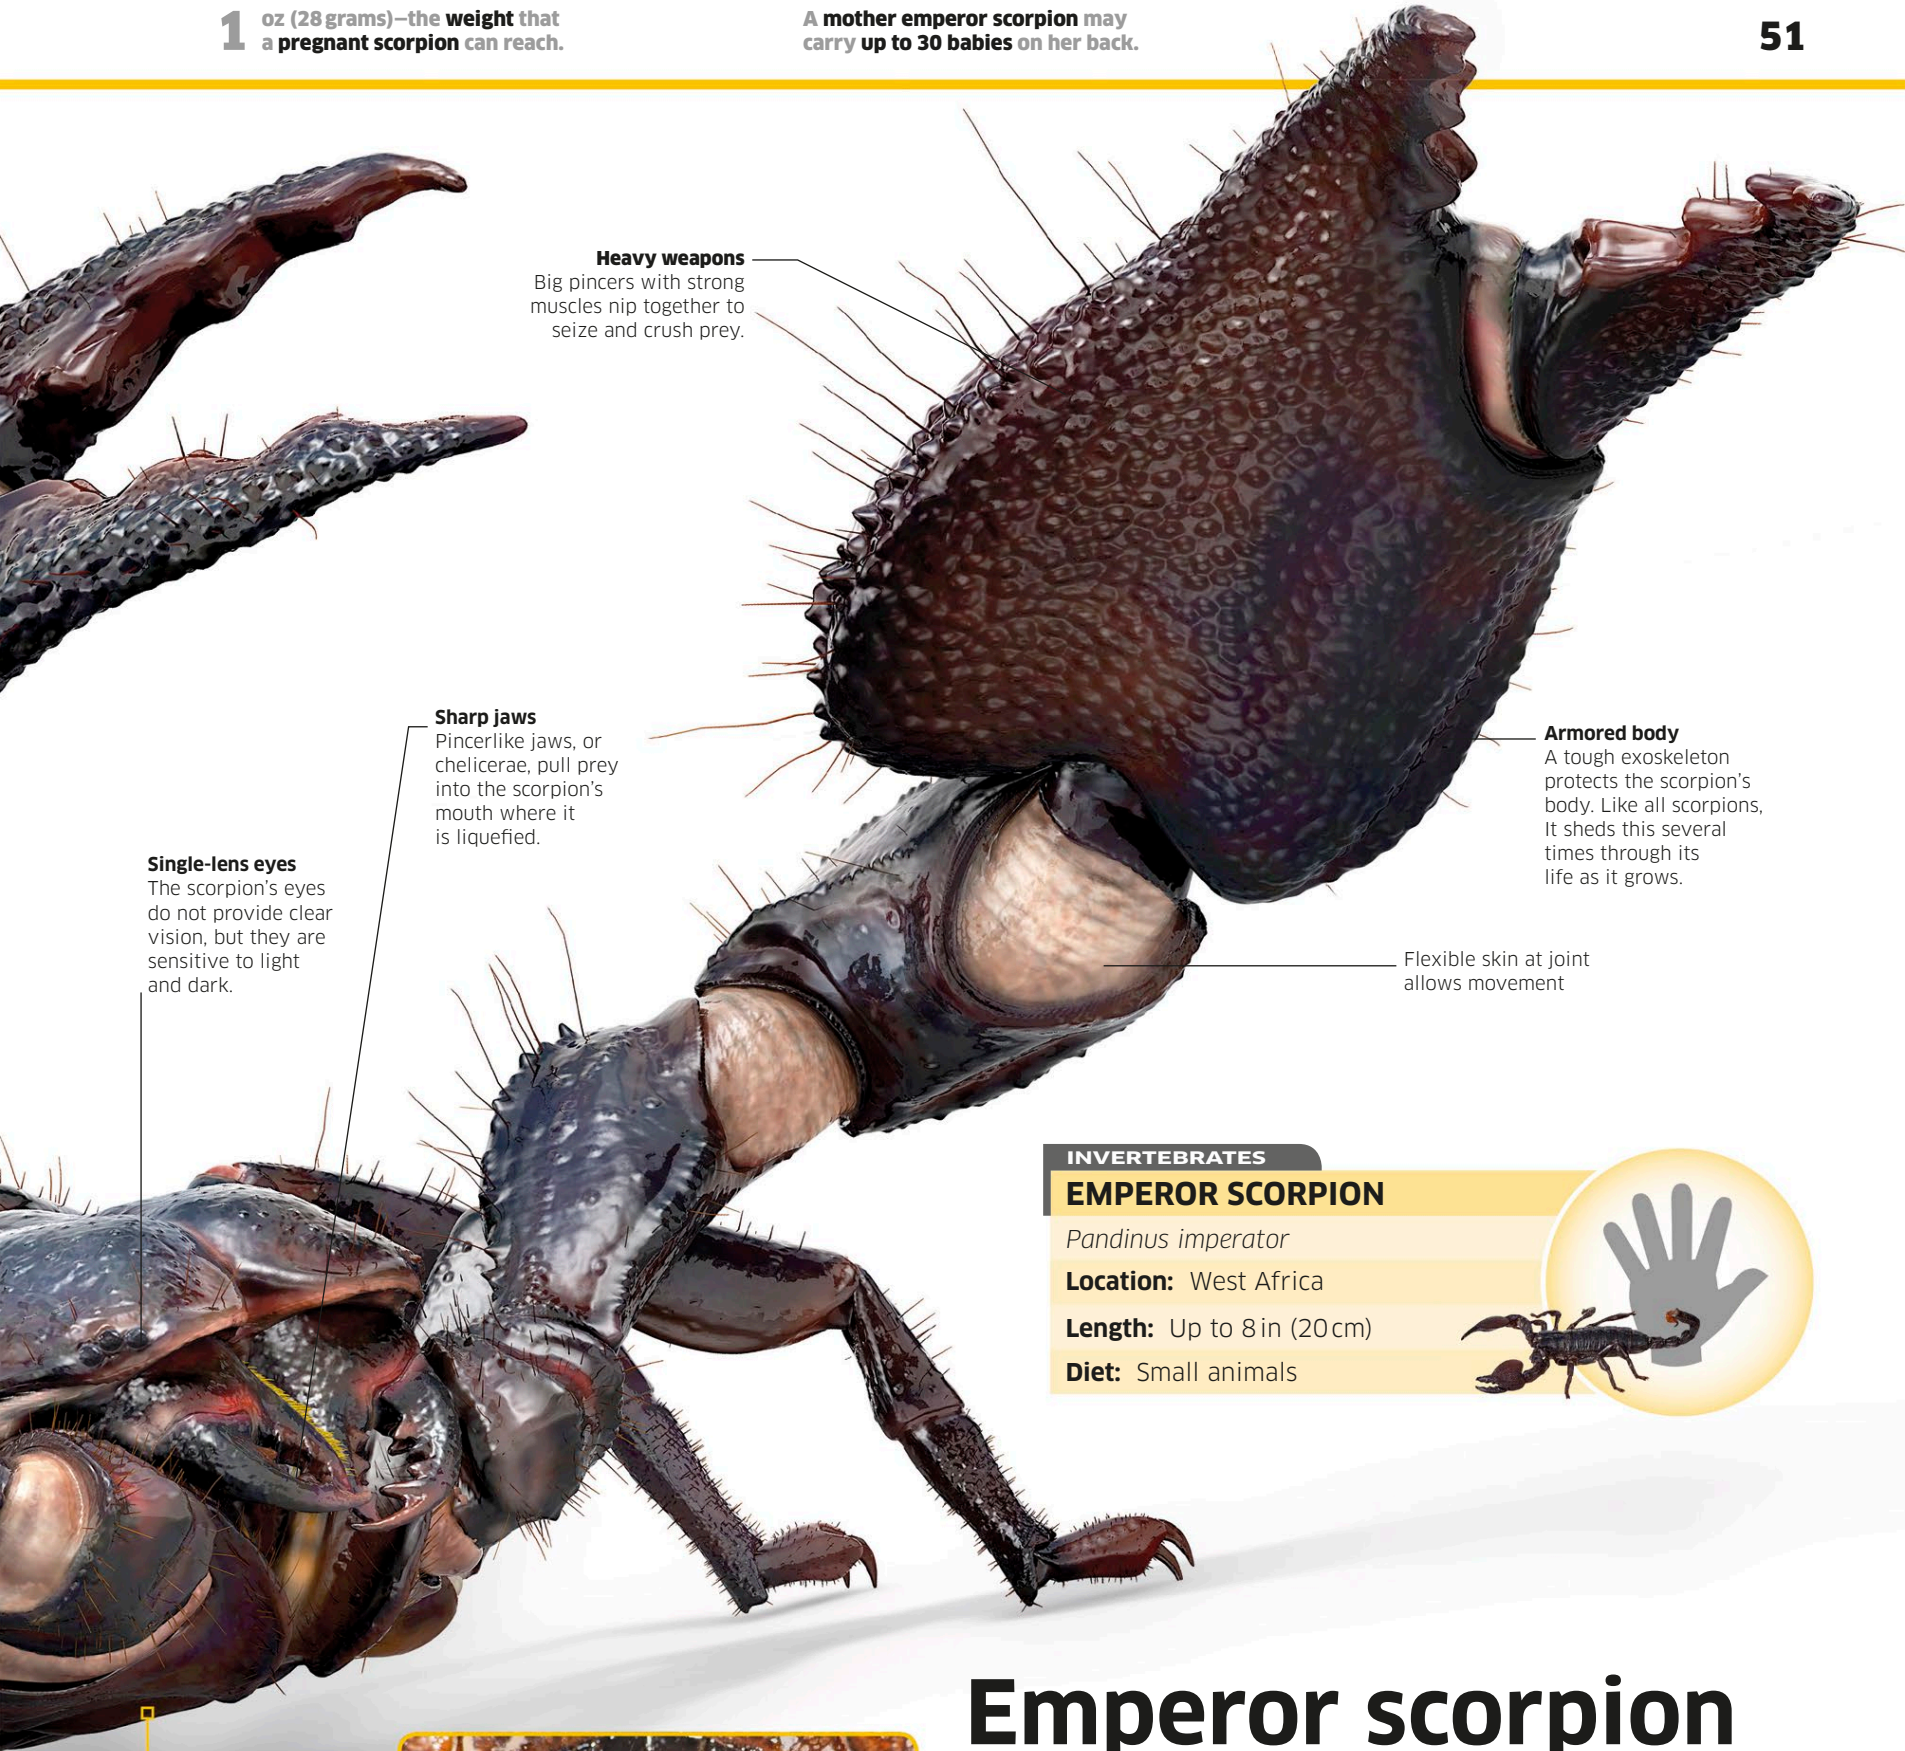 1 oz (28 grams)—the weight that
a pregnant scorpion can reach.
A mother emperor scorpion may
carry up to 30 babies on her back.
51
Heavy weapons
Big pincers with strong
muscles nip together to
seize and crush prey.
Sharp jaws
Pincerlike jaws, or
chelicerae, pull prey
into the scorpion's
mouth where it
is liquefied.
Armored body
A tough exoskeleton
protects the scorpion's
body. Like all scorpions,
It sheds this several
times through its
life as it grows.
Single-lens eyes
The scorpion's eyes
do not provide clear
vision, but they are
sensitive to light
and dark.
Flexible skin at joint
allows movement
INVERTEBRATES
EMPEROR SCORPION
Pandinus imperator
Location: West Africa
Length: Up to 8 in (20 cm)
Diet: Small animals
Emperor scorpion